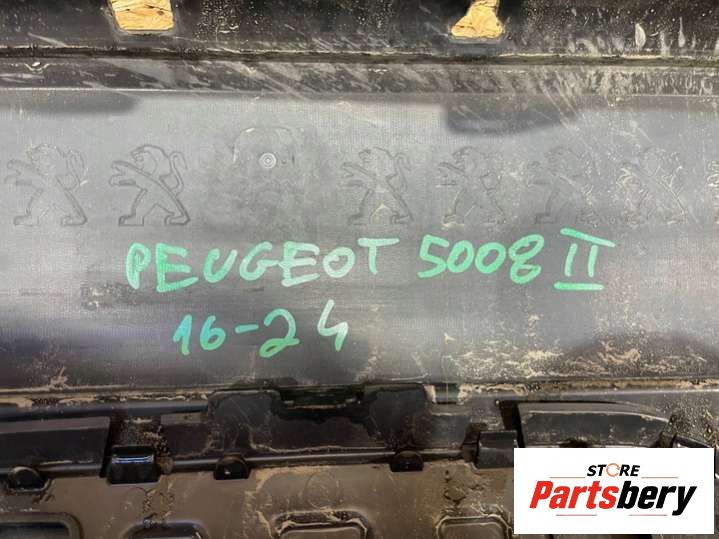 PEUGEOT 5008 II
16-24
STORE
Partsbery